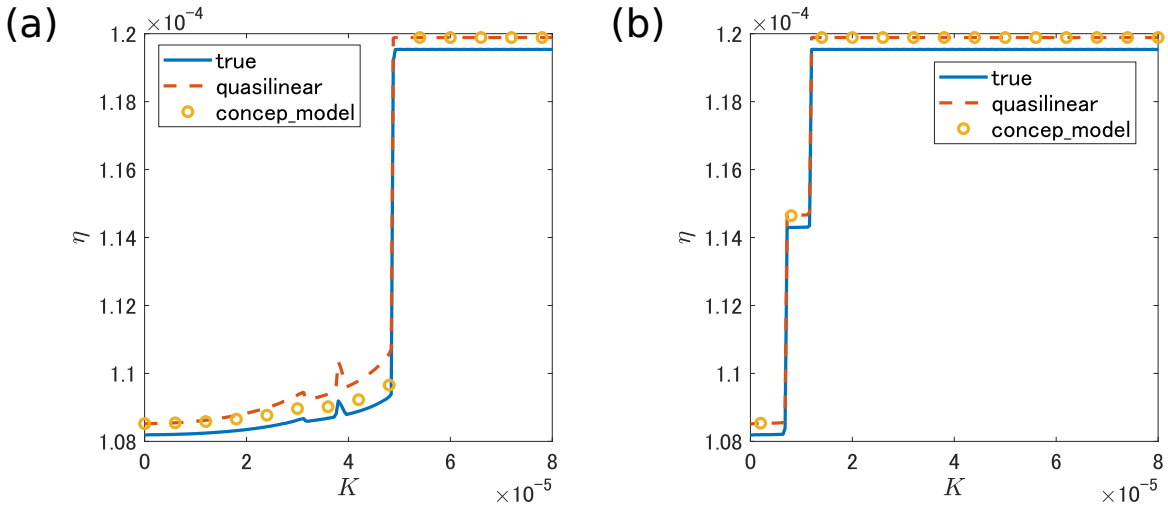 (a)
×10⁻⁴
1.2
1.18
1.16
1.14
1.12
1.1
1.08
η
true
quasilinear
concep_model
0
2
4
6
8
K
×10⁻⁵
(b)
×10⁻⁴
1.2
1.18
1.16
1.14
1.12
1.1
1.08
η
true
quasilinear
concep_model
0
2
4
6
8
K
×10⁻⁵